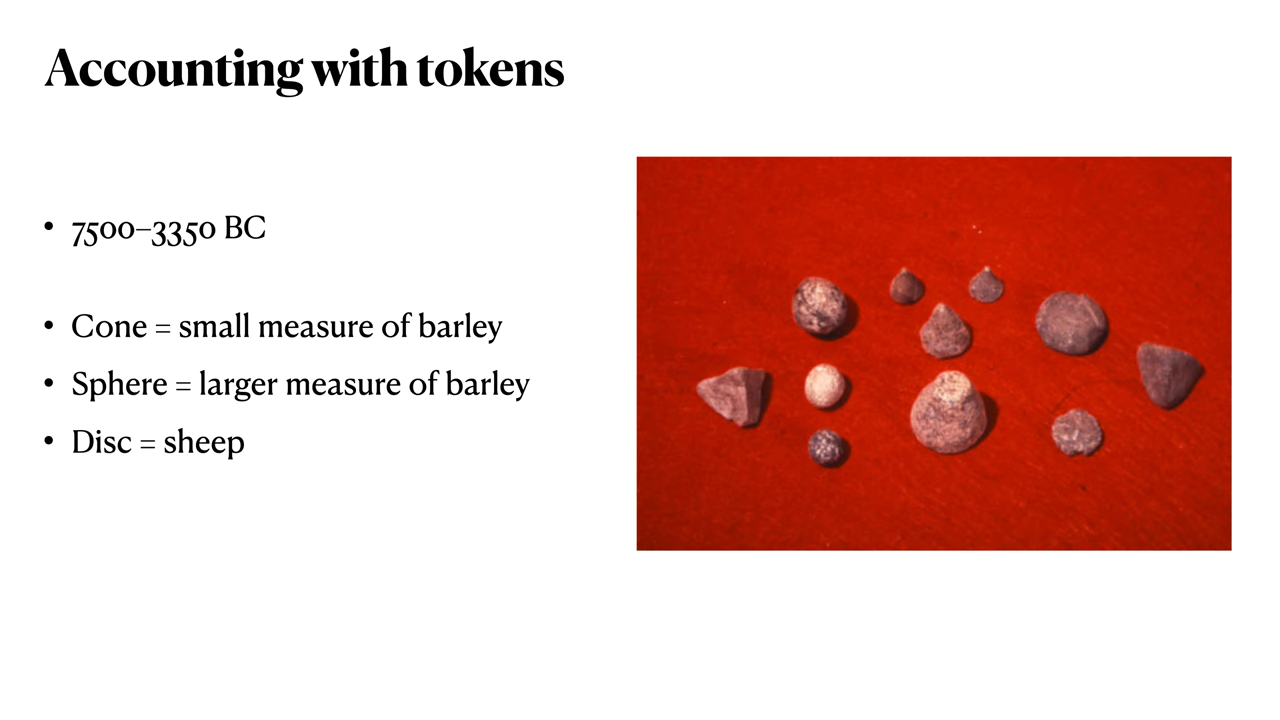 Accounting with tokens
• 7500–3350 BC
• Cone = small measure of barley
• Sphere = larger measure of barley
• Disc = sheep